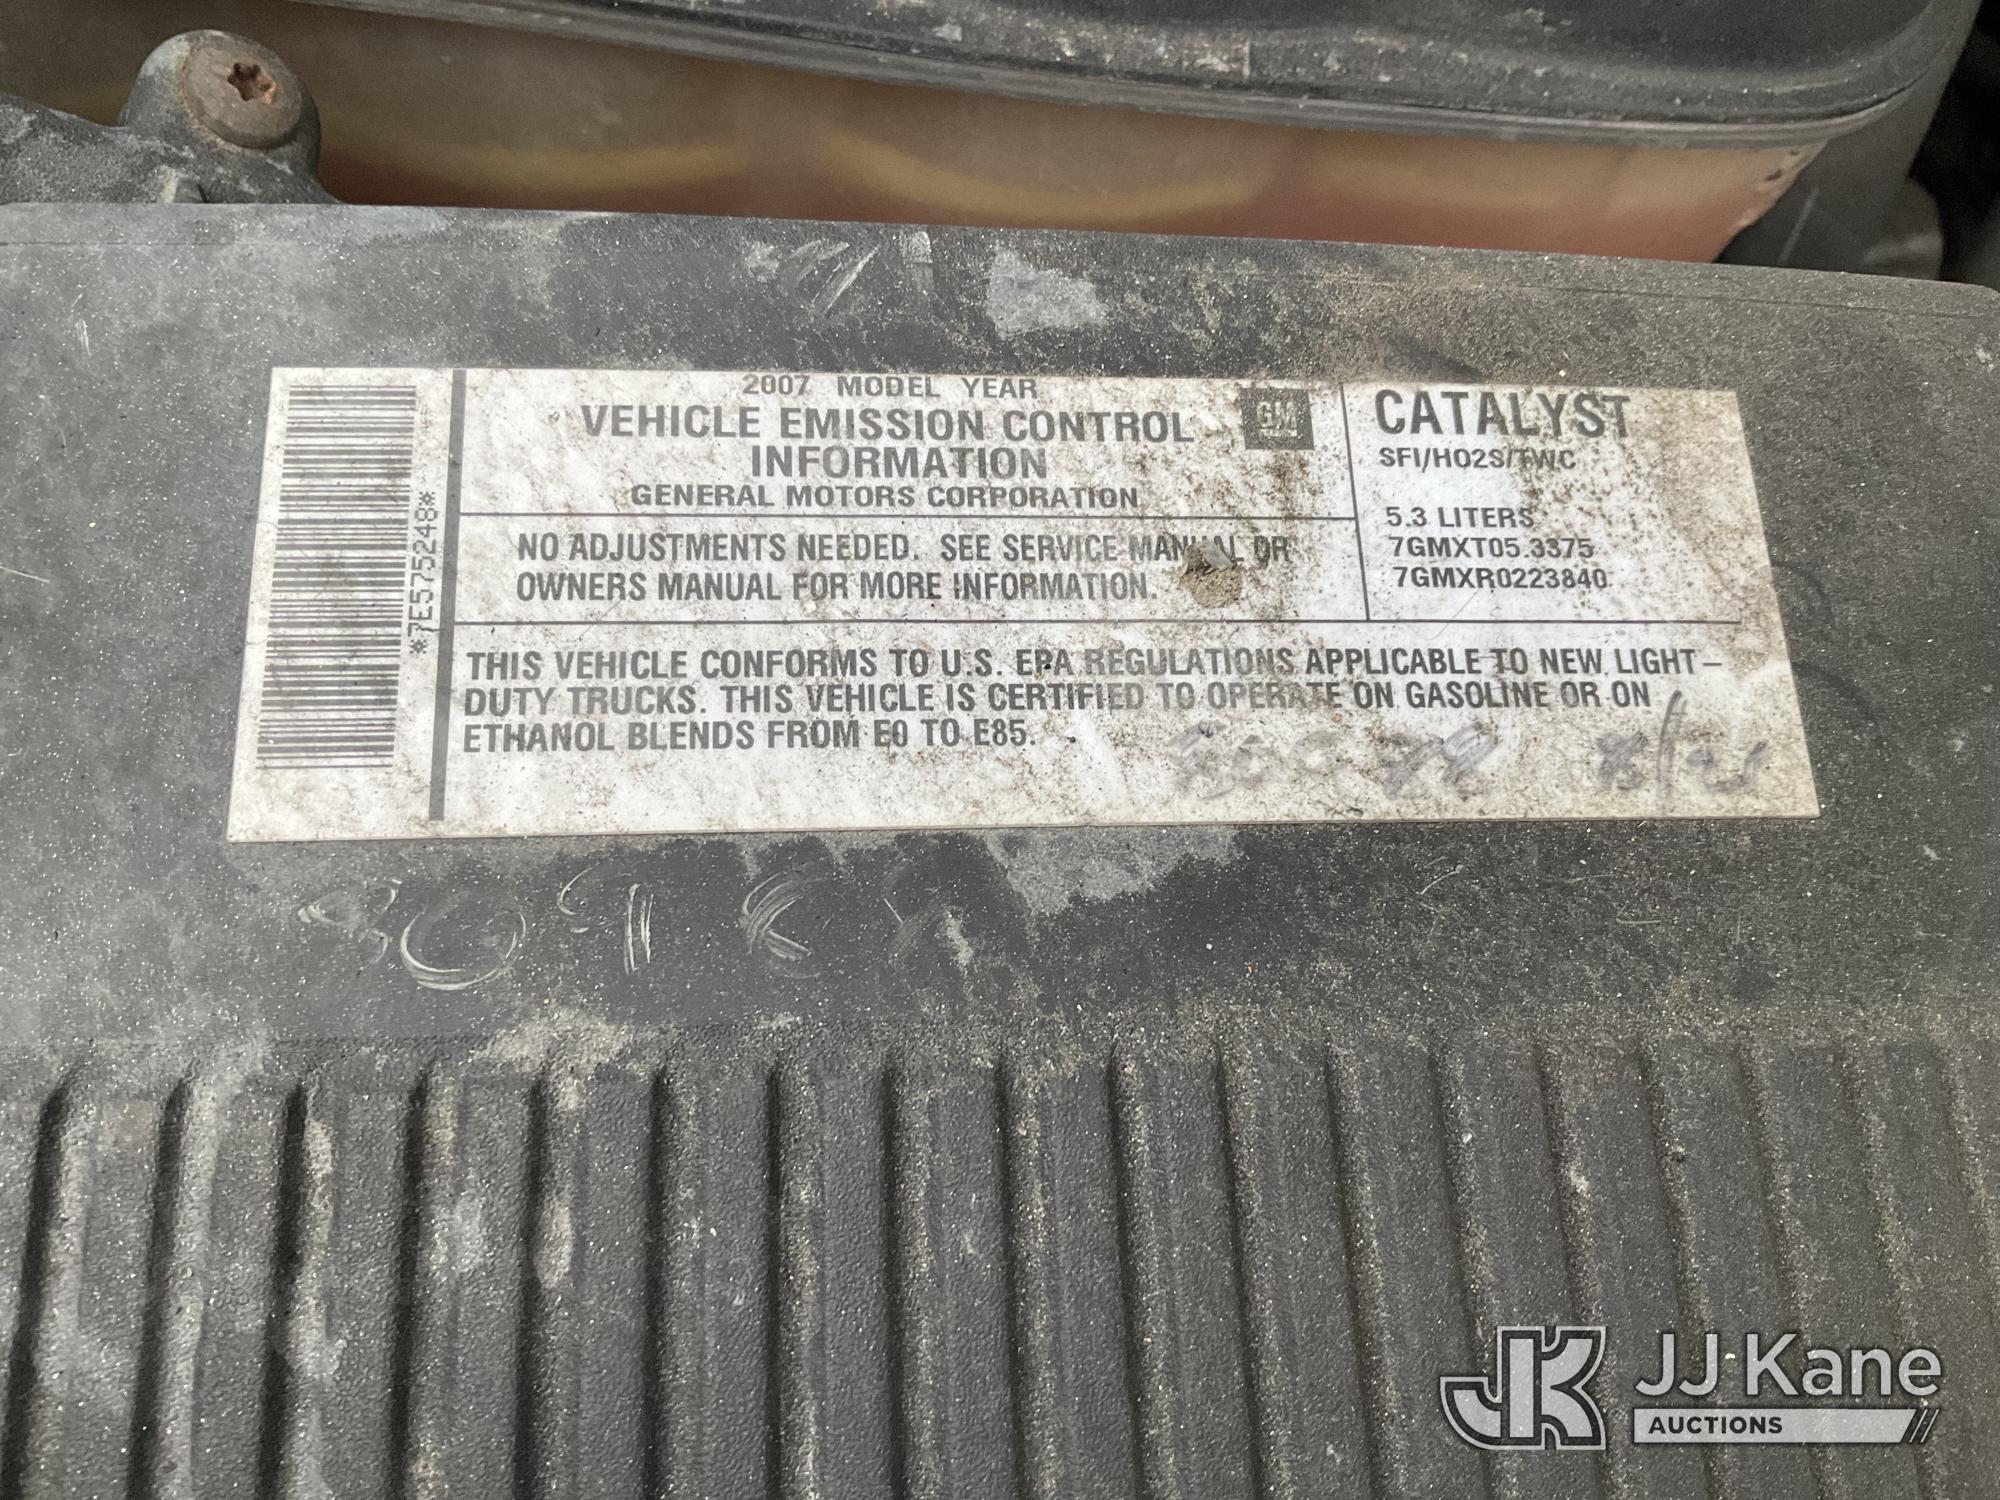 2007 MODEL YEAR
VEHICLE EMISSION CONTROL
INFORMATION
GENERAL MOTORS CORPORATION
GM
NO ADJUSTMENTS NEEDED. SEE SERVICE MANUAL OR
OWNERS MANUAL FOR MORE INFORMATION.
CATALYST
SFI/HO2S/TWC
5.3 LITERS
7GMXT05.3375
7GMXR0223840
THIS VEHICLE CONFORMS TO U.S. EPA REGULATIONS APPLICABLE TO NEW LIGHT–
DUTY TRUCKS. THIS VEHICLE IS CERTIFIED TO OPERATE ON GASOLINE OR ON
ETHANOL BLENDS FROM E0 TO E85.
*7E575248*
JK
JJ Kane
AUCTIONS